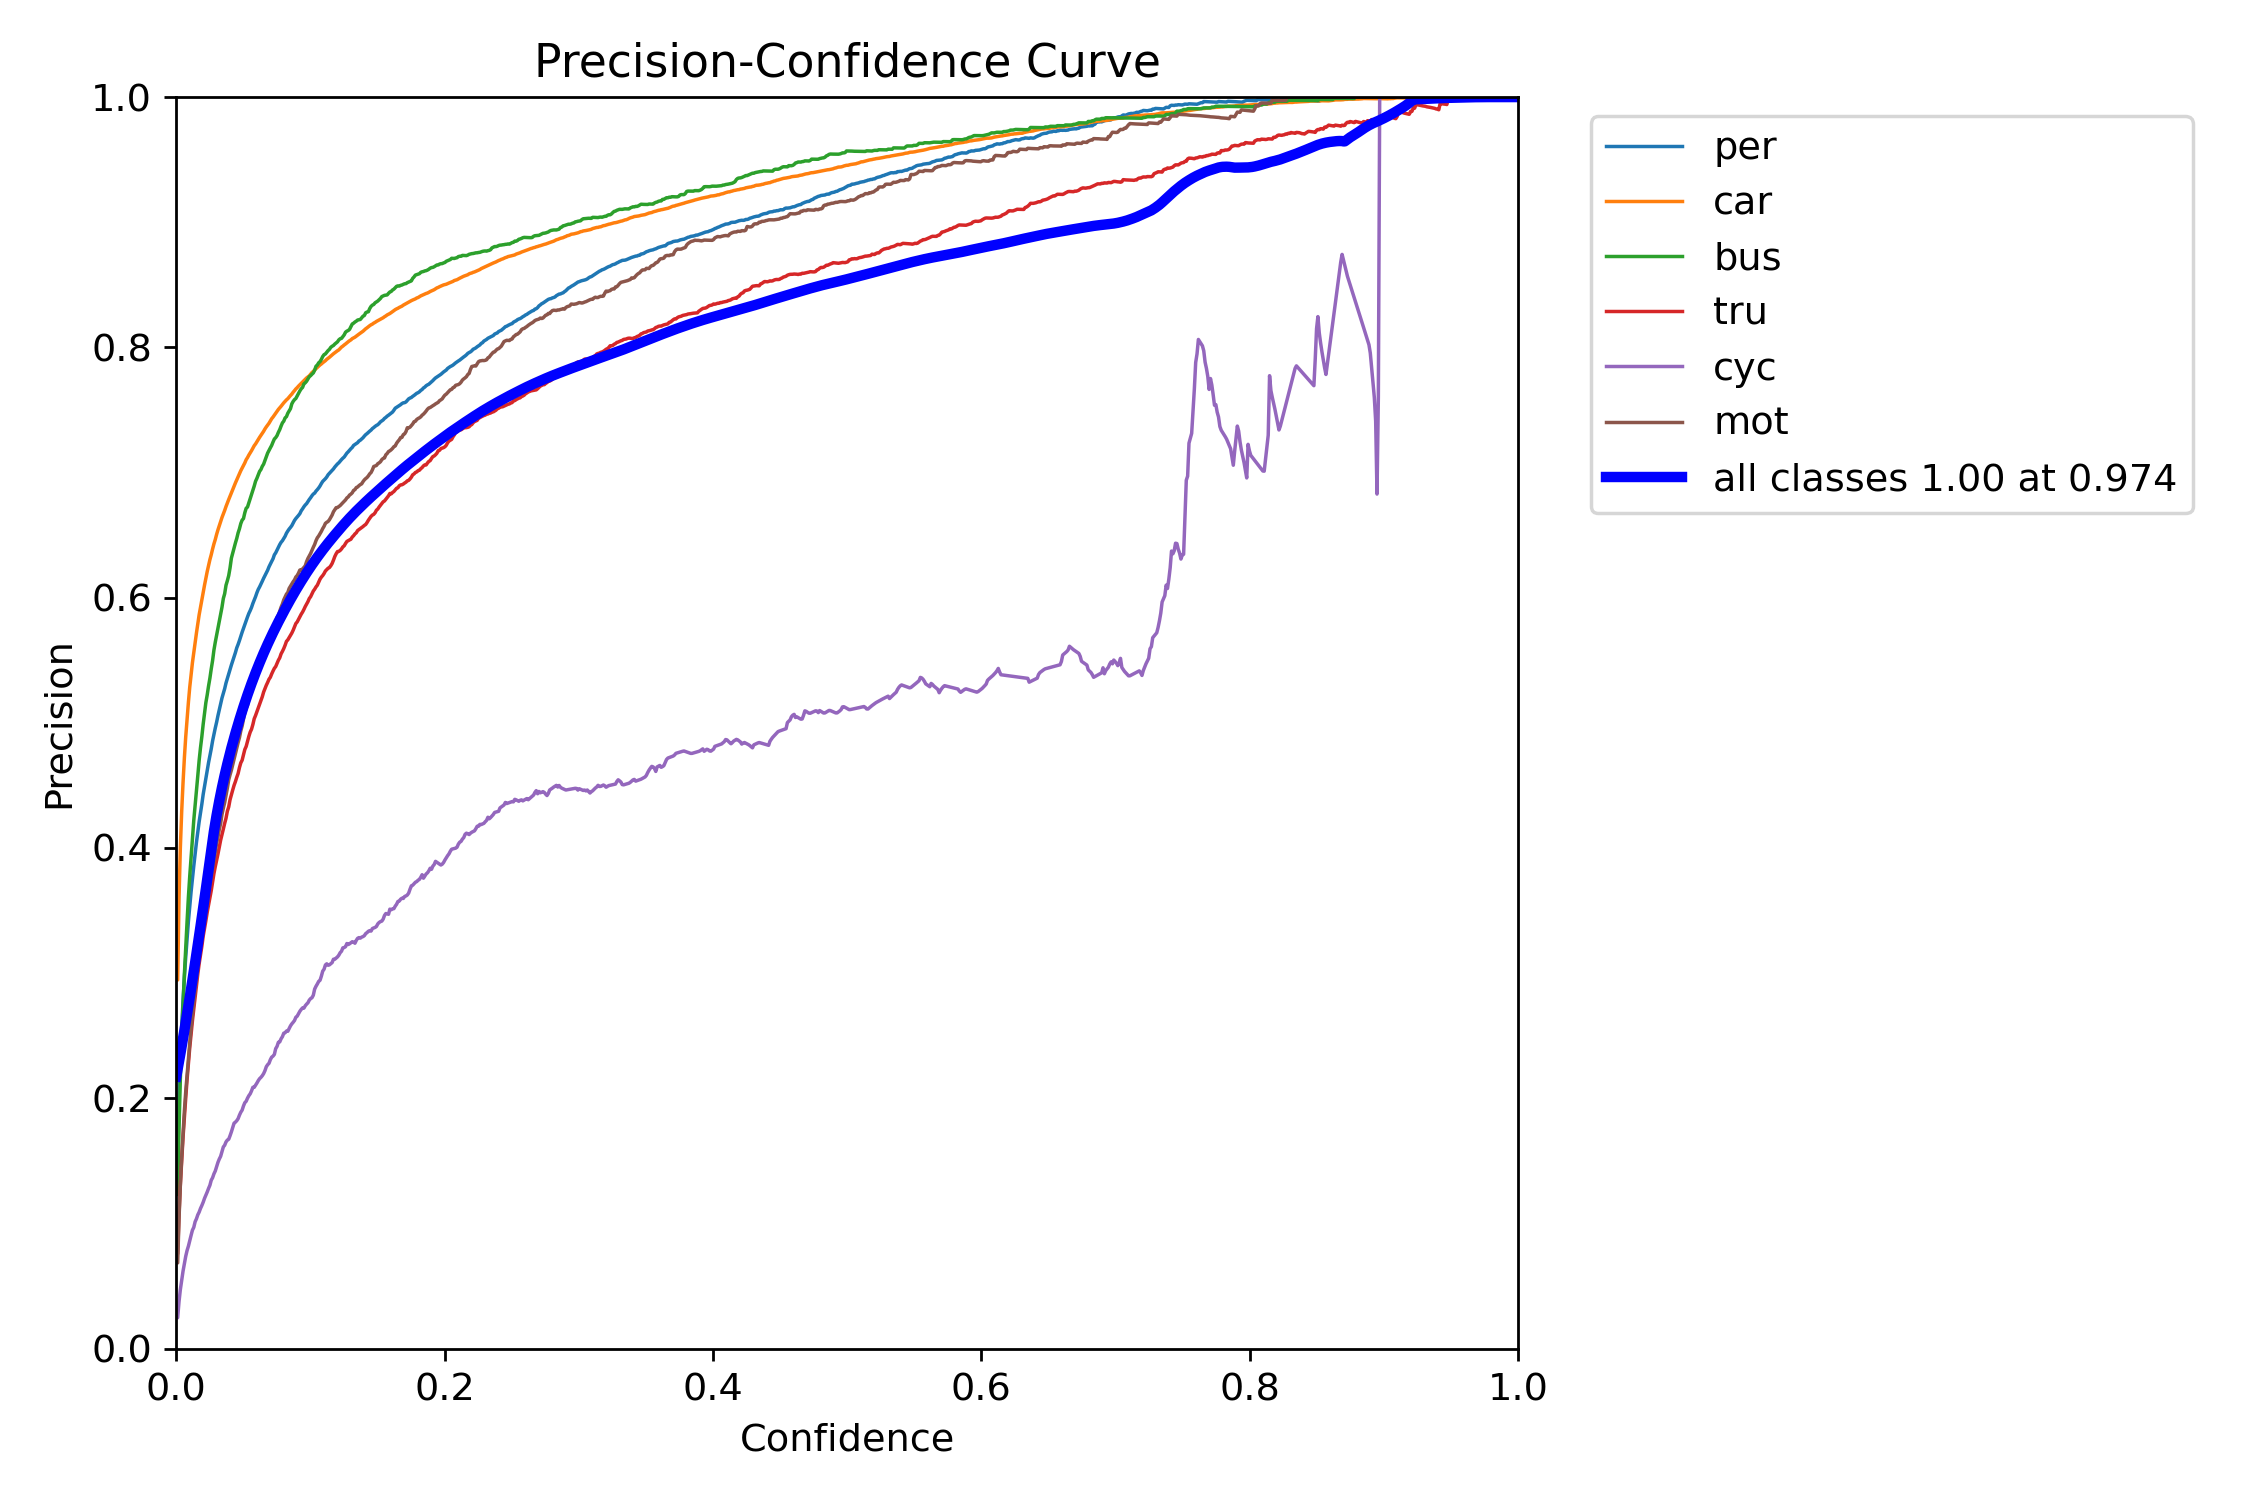 Precision-Confidence Curve
1.0
0.8
0.6
0.4
0.2
0.0
Precision
0.0 0.2 0.4 0.6 0.8 1.0
Confidence
per
car
bus
tru
cyc
mot
all classes 1.00 at 0.974